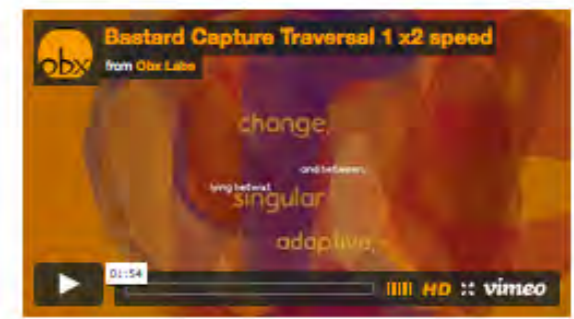 obx
Bastard Capture Traversal 1 x2 speed
from Obx Labs
change,
and between,
lying betwixt
singular
adaptive,
01:54
HD vimeo